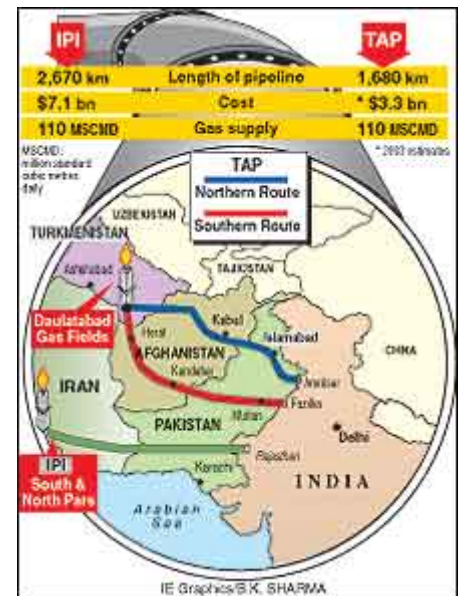 IPI
TAP
2,670 km Length of pipeline 1,680 km
$7.1 bn Cost * $3.3 bn
110 MSCMD Gas supply 110 MSCMD
MSCMD:
million standard
cubic metres
daily
* 2003 estimates
TAP
Northern Route
Southern Route
UZBEKISTAN
TURKMENISTAN
TAJIKISTAN
Ashkhabad
Daulatabad
Gas Fields
Herat
Kabul
Islamabad
AFGHANISTAN
Kandahar
CHINA
IRAN
Multan
Fazilka
PAKISTAN
Delhi
IPI
South &
North Pars
Rajasthan
Karachi
INDIA
Arabian
Sea
IE Graphics/B.K. SHARMA